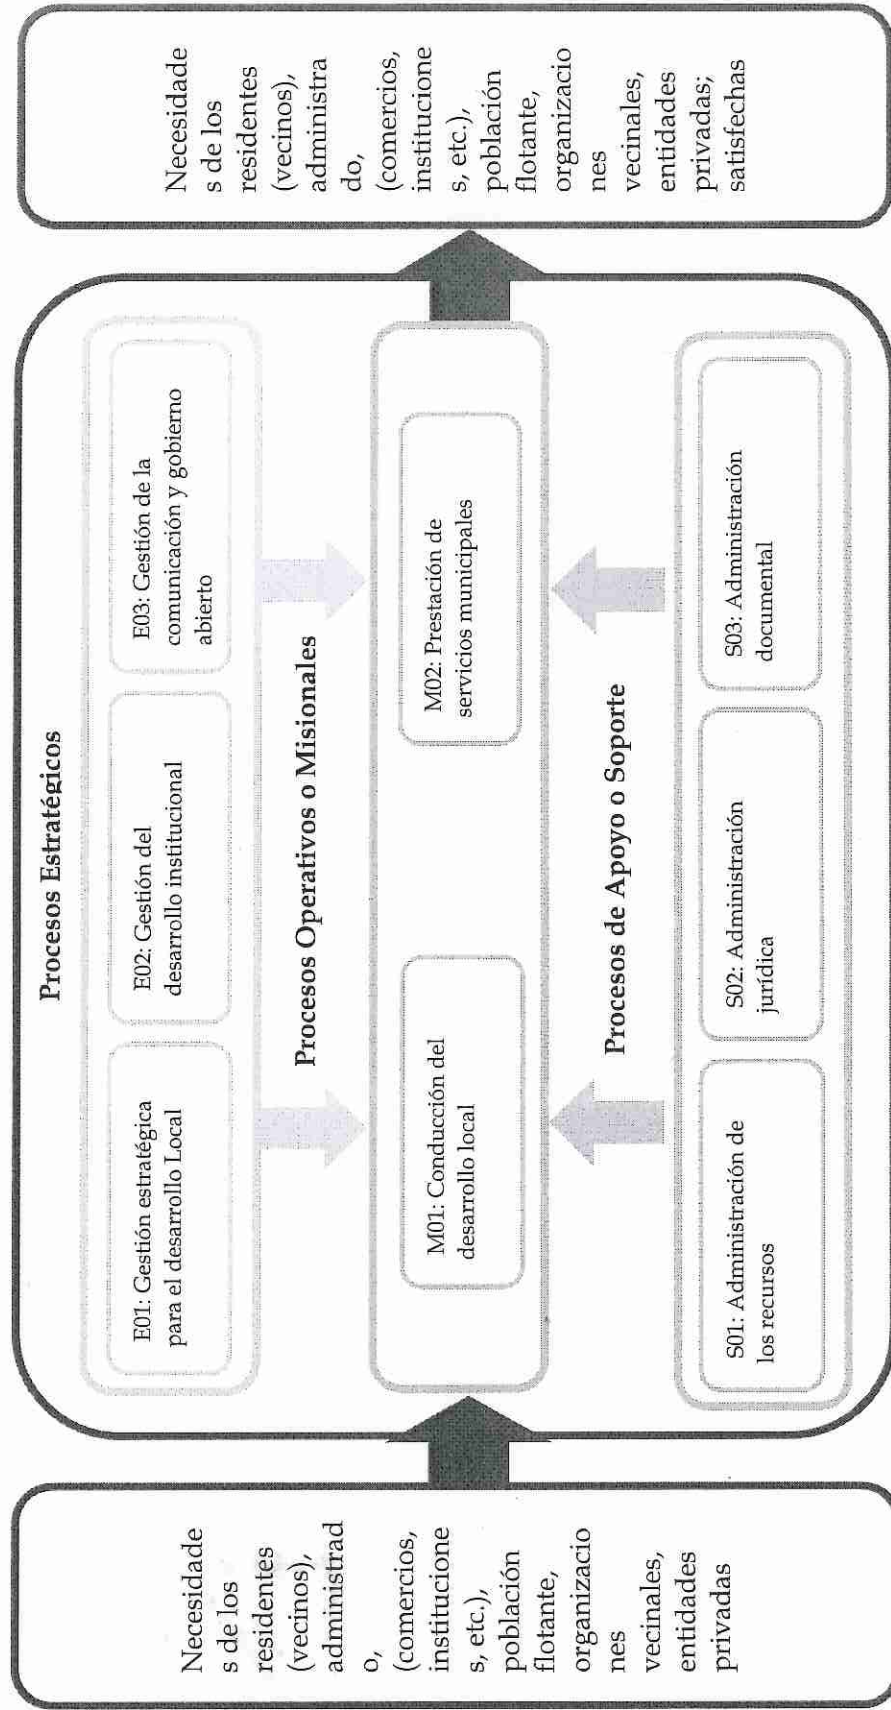 Necesidade
s de los
residentes
(vecinos),
administrad
o,
(comercios,
institucione
s, etc.),
población
flotante,
organizacio
nes
vecinales,
entidades
privadas
Procesos Estratégicos
E01: Gestión estratégica
para el desarrollo Local
E02: Gestión del
desarrollo institucional
E03: Gestión de la
comunicación y gobierno
abierto
Procesos Operativos o Misionales
M01: Conducción del
desarrollo local
M02: Prestación de
servicios municipales
Procesos de Apoyo o Soporte
S01: Administración de
los recursos
S02: Administración
jurídica
S03: Administración
documental
Necesidade
s de los
residentes
(vecinos),
administra
do,
(comercios,
institucione
s, etc.),
población
flotante,
organizacio
nes
vecinales,
entidades
privadas;
satisfechas